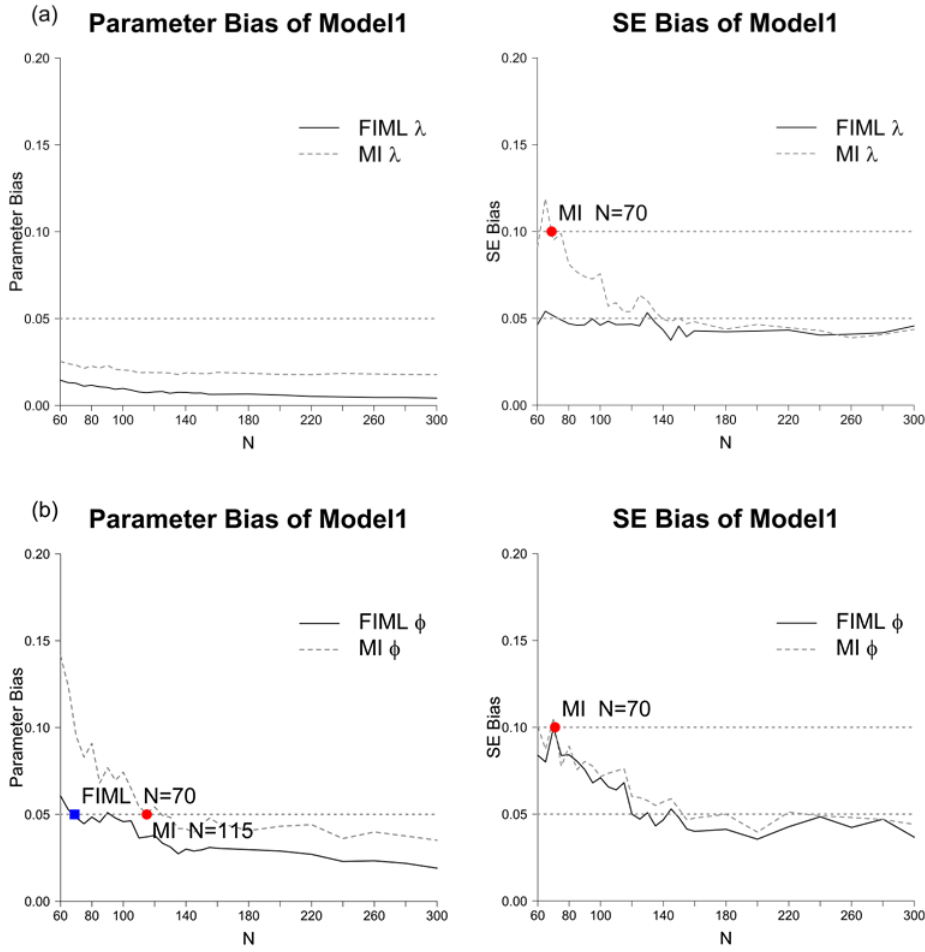 (a)
Parameter Bias of Model1
SE Bias of Model1
0.20
0.15
0.10
0.05
0.00
Parameter Bias
FIML λ
MI λ
60 80 100 120 140 160 180 200 220 240 260 280 300
N
0.20
0.15
0.10
0.05
0.00
SE Bias
FIML λ
MI λ
MI N=70
60 80 100 140 180 220 260 300
N
(b)
Parameter Bias of Model1
SE Bias of Model1
0.20
0.15
0.10
0.05
0.00
Parameter Bias
FIML ϕ
MI ϕ
FIML N=70
MI N=115
60 80 100 140 180 220 260 300
N
0.20
0.15
0.10
0.05
0.00
SE Bias
FIML ϕ
MI ϕ
MI N=70
60 80 100 140 180 220 260 300
N